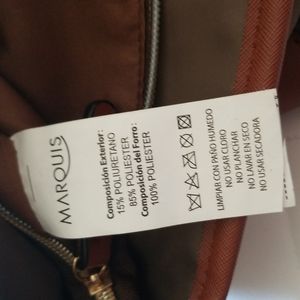 MARQUIS
Composición Exterior:
15% POLIURETANO
85% POLIESTER
Composición del Forro:
100% POLIESTER
LIMPIAR CON PAÑO HUMEDO
NO USAR CLORO
NO PLANCHAR
NO LAVAR EN SECO
NO USAR SECADORA